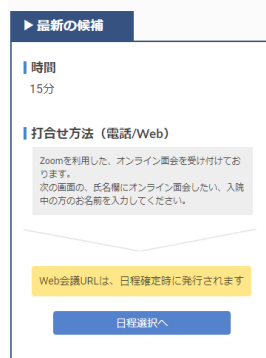 ▶最新の候補
時間
15分
打合せ方法（電話/Web）
Zoomを利用した、オンライン面会を受け付けてお
ります。
次の画面の、氏名欄にオンライン面会したい、入院
中の方のお名前を入力してください。
Web会議URLは、日程確定時に発行されます
日程選択へ